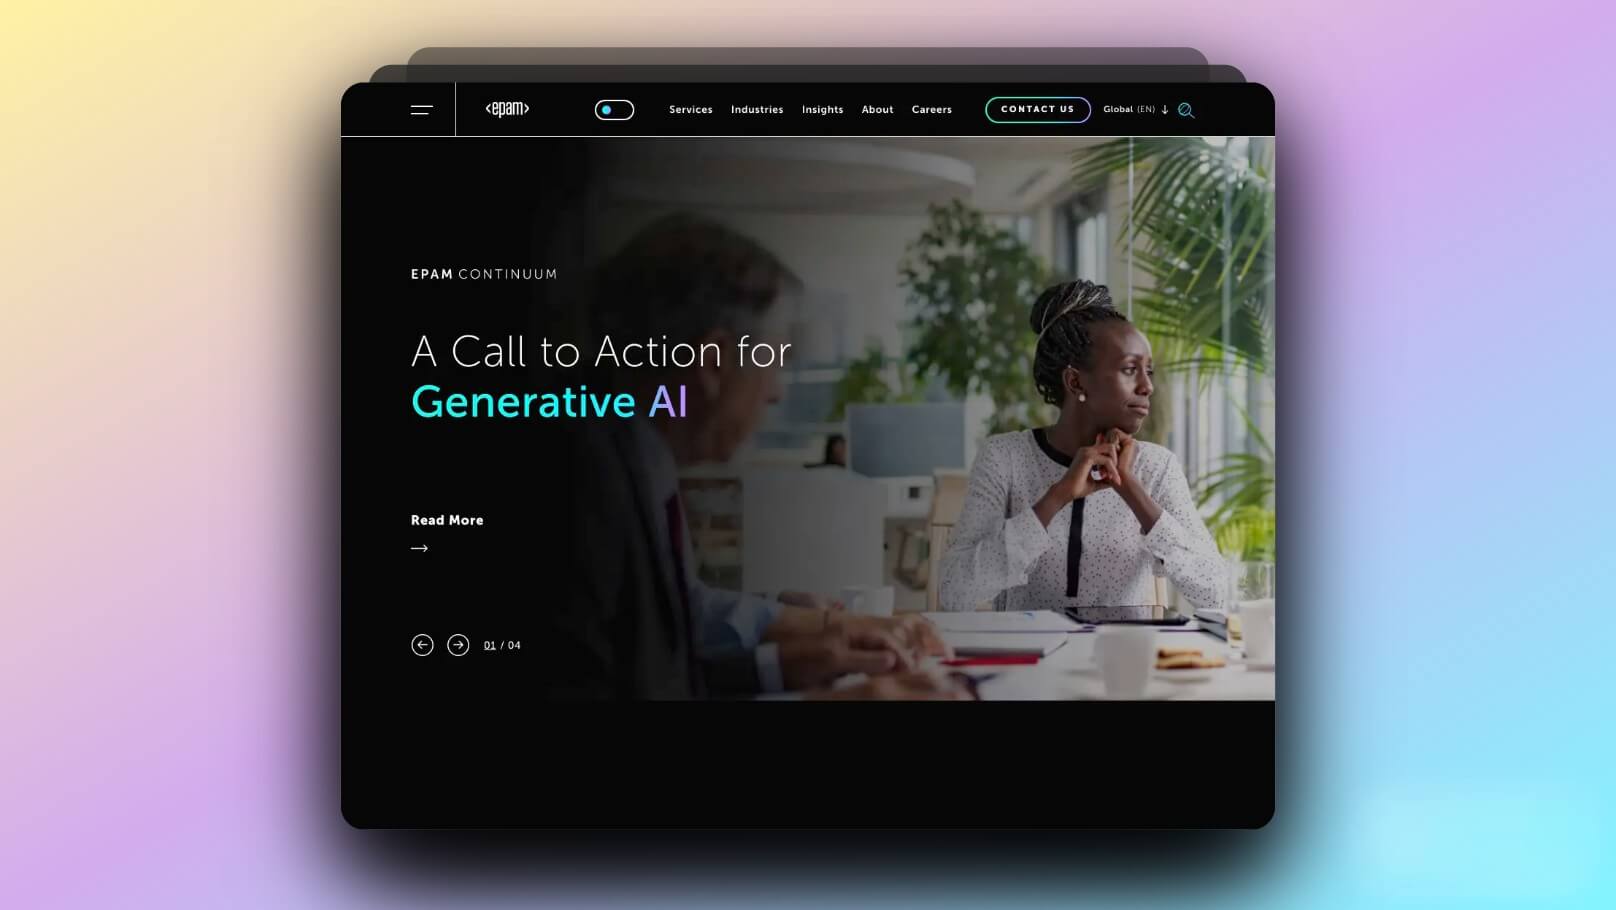 <epam>
Services
Industries
Insights
About
Careers
CONTACT US
Global (EN)
EPAM CONTINUUM
A Call to Action for
Generative AI
Read More
01 / 04